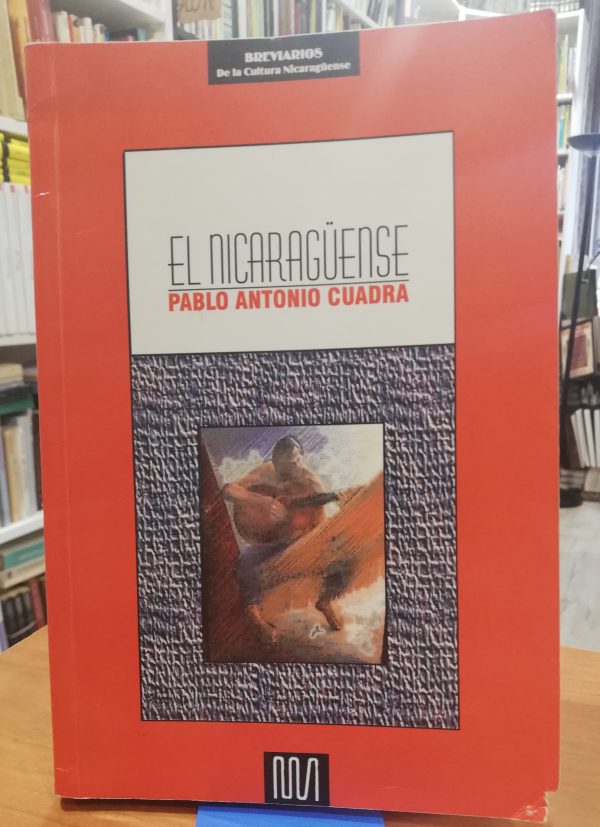 BREVIARIOS
De la Cultura Nicaragüense
EL NICARAGÜENSE
PABLO ANTONIO CUADRA